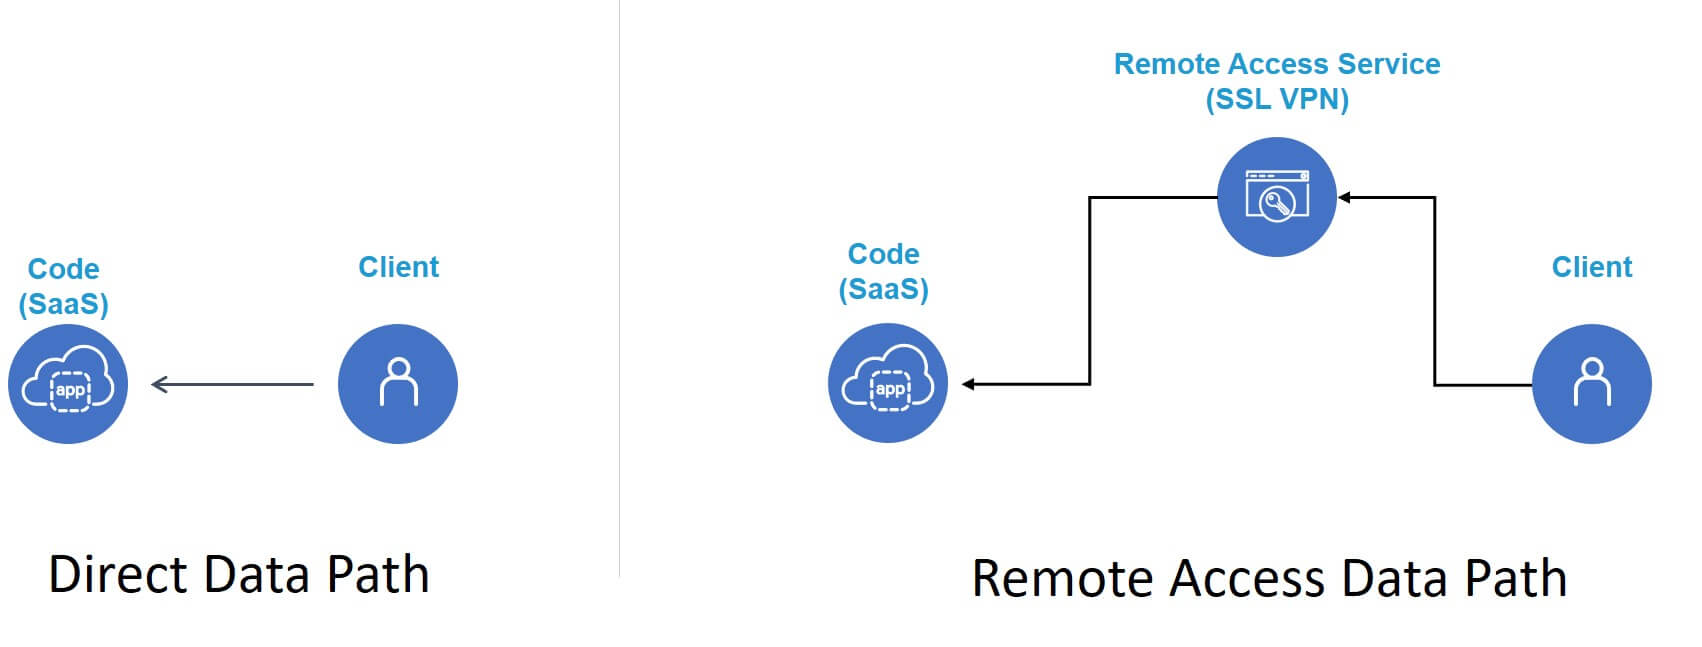 Code
(SaaS)
Client
app
Direct Data Path
Remote Access Service
(SSL VPN)
Code
(SaaS)
Client
app
Remote Access Data Path